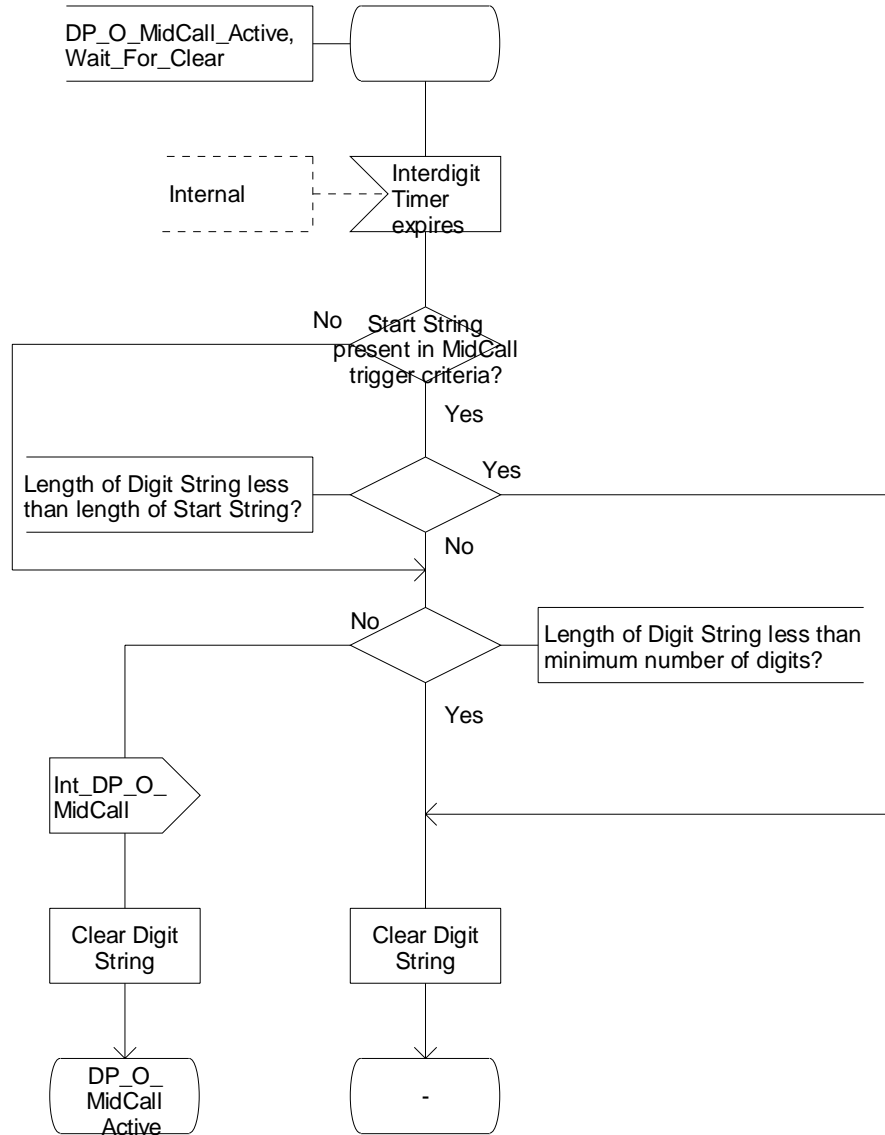 DP_O_MidCall_Active,
Wait_For_Clear
Internal
Interdigit
Timer
expires
No
Start String
present in MidCall
trigger criteria?
Yes
Length of Digit String less
than length of Start String?
Yes
No
No
Length of Digit String less than
minimum number of digits?
Yes
Int_DP_O_
MidCall
Clear Digit
String
Clear Digit
String
DP_O_
MidCall
Active
-